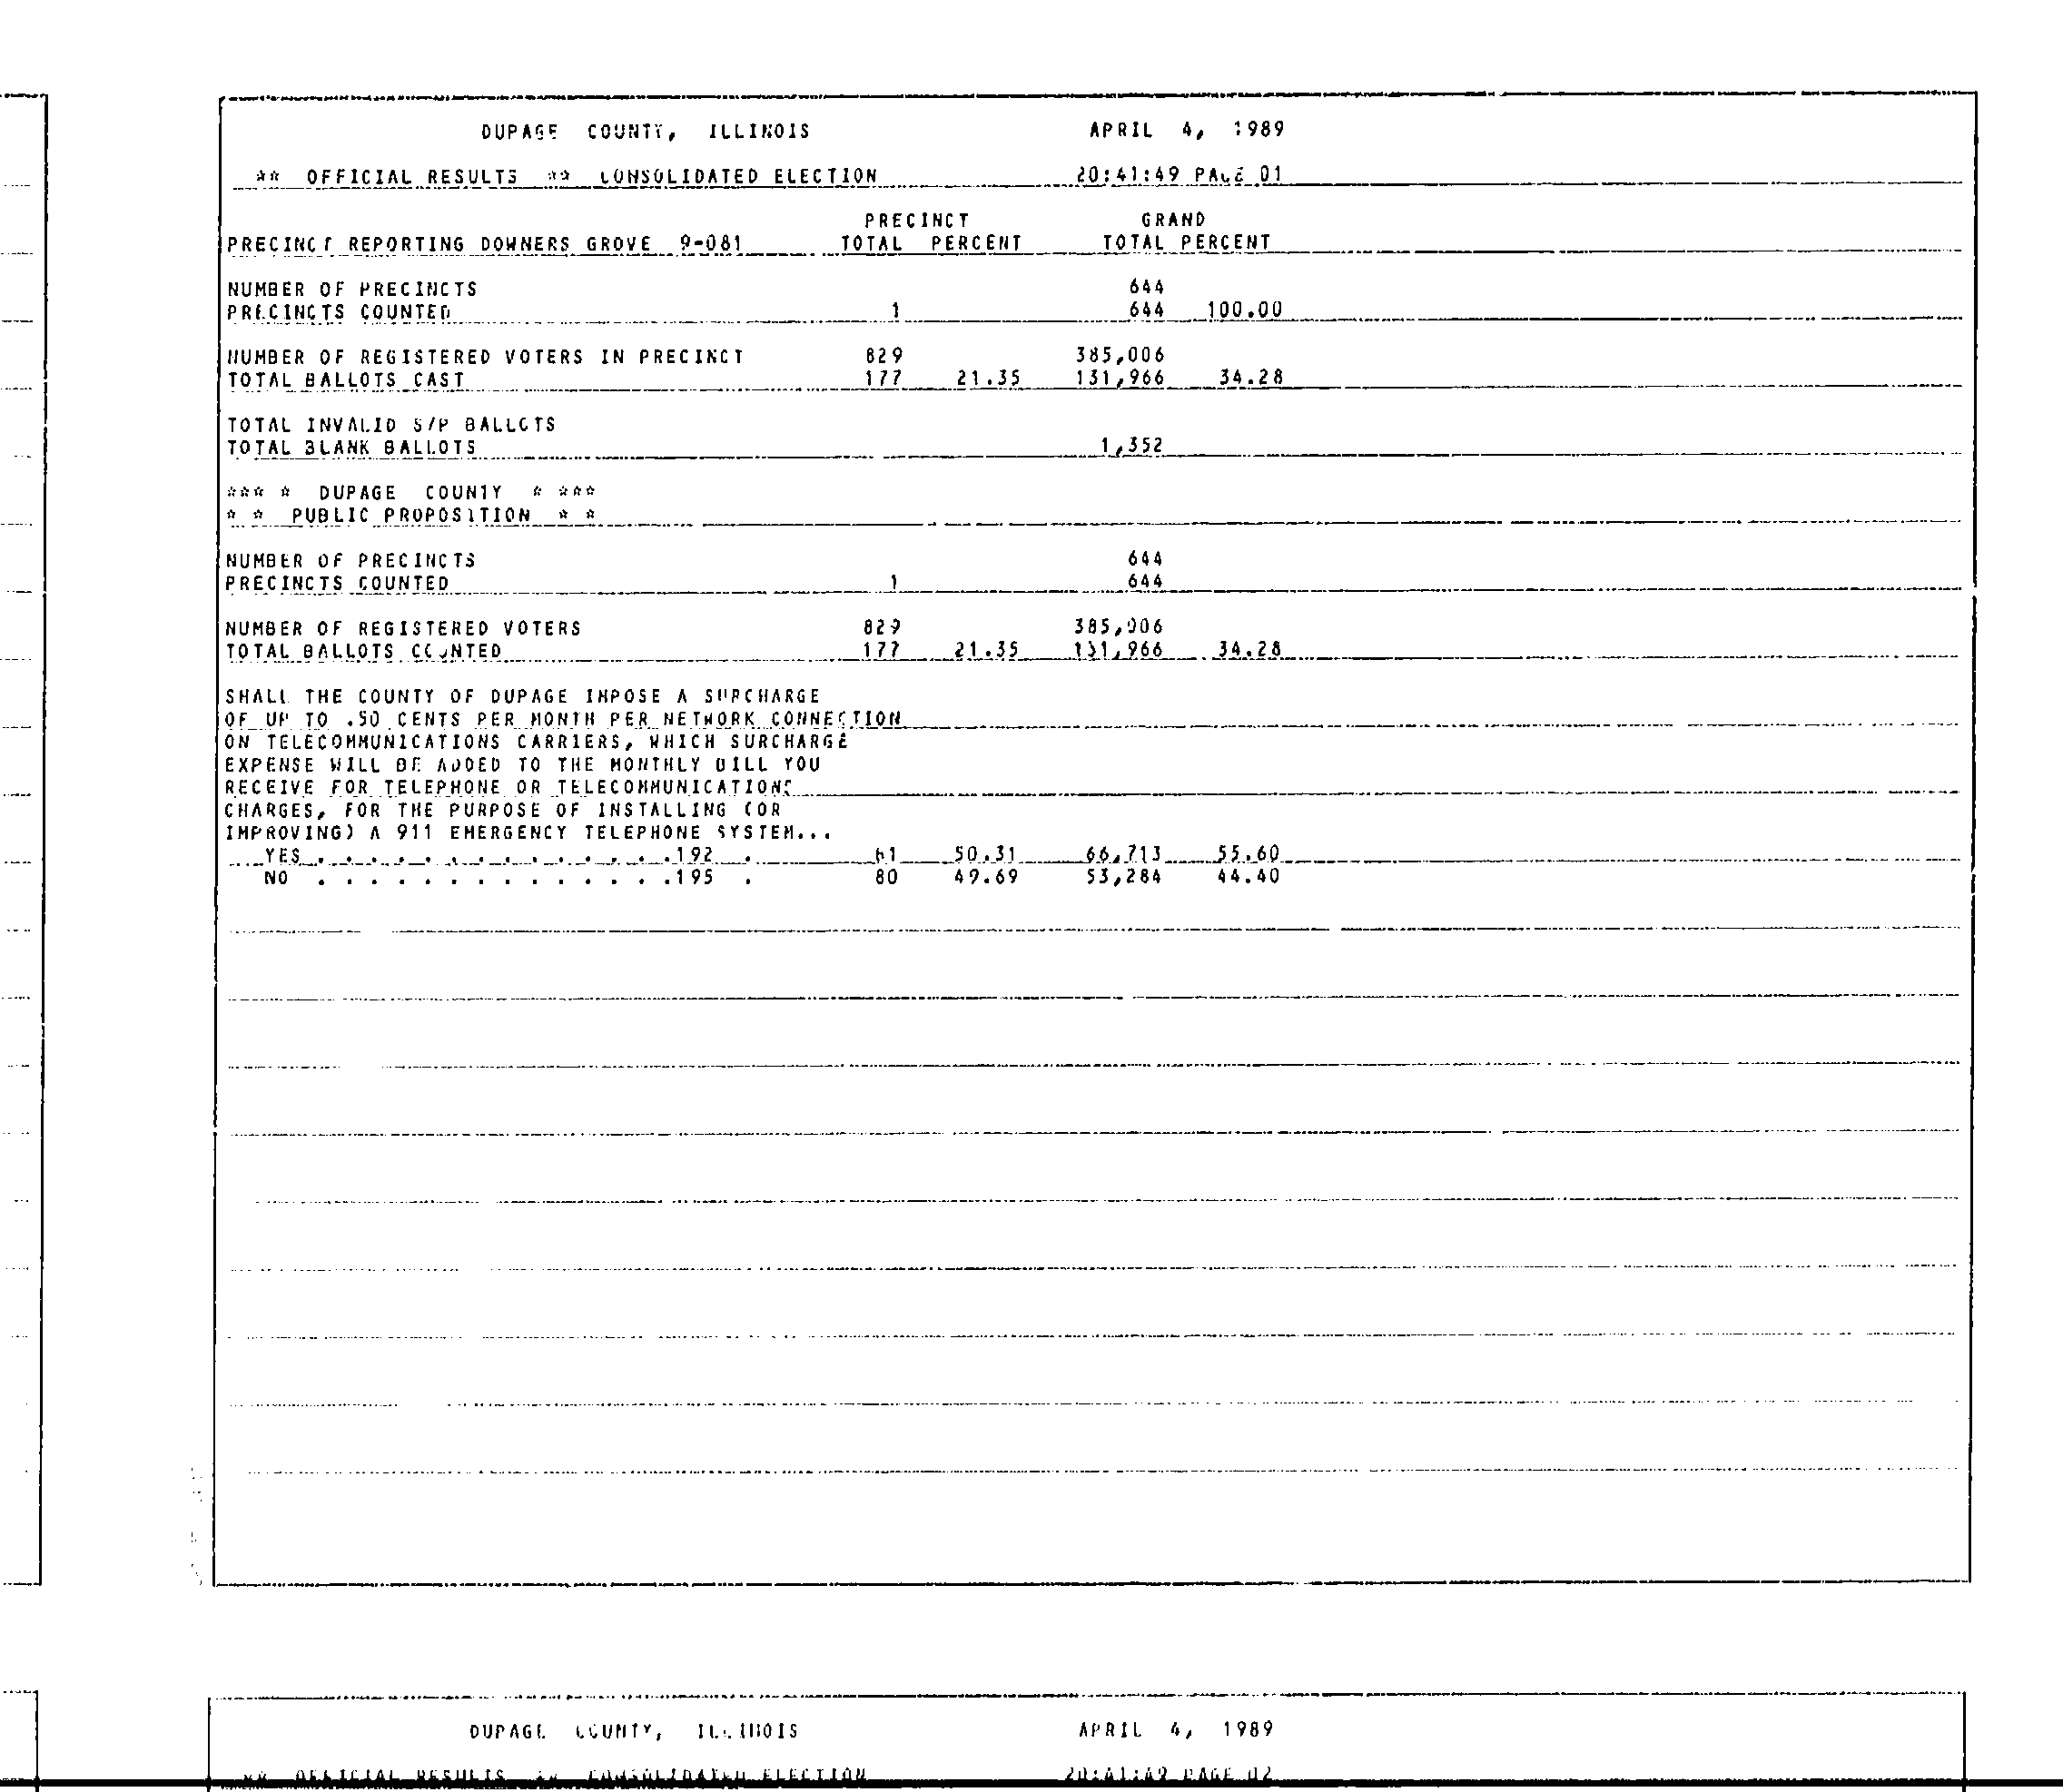 DUPAGE COUNTY, ILLINOIS APRIL 4, 1989
** OFFICIAL RESULTS ** CONSOLIDATED ELECTION 20:41:49 PAGE 01
PRECINCT GRAND
PRECINCT REPORTING DOWNERS GROVE 9-081 TOTAL PERCENT TOTAL PERCENT
NUMBER OF PRECINCTS 644
PRECINCTS COUNTED 1 644 100.00
NUMBER OF REGISTERED VOTERS IN PRECINCT 829 385,006
TOTAL BALLOTS CAST 177 21.35 131,966 34.28
TOTAL INVALID S/P BALLOTS
TOTAL BLANK BALLOTS 1,352
*** * DUPAGE COUNTY * ***
* * PUBLIC PROPOSITION * *
NUMBER OF PRECINCTS 644
PRECINCTS COUNTED 1 644
NUMBER OF REGISTERED VOTERS 829 385,006
TOTAL BALLOTS COUNTED 177 21.35 131,966 34.28
SHALL THE COUNTY OF DUPAGE IMPOSE A SURCHARGE
OF UP TO .50 CENTS PER MONTH PER NETWORK CONNECTION
ON TELECOMMUNICATIONS CARRIERS, WHICH SURCHARGE
EXPENSE WILL BE ADDED TO THE MONTHLY BILL YOU
RECEIVE FOR TELEPHONE OR TELECOMMUNICATIONS
CHARGES, FOR THE PURPOSE OF INSTALLING (OR
IMPROVING) A 911 EMERGENCY TELEPHONE SYSTEM...
YES . . . . . . . . . . . . . .192 . 81 50.31 66,713 55.60
NO . . . . . . . . . . . . . .195 . 80 49.69 53,284 44.40
DUPAGE COUNTY, ILLINOIS APRIL 4, 1989
** OFFICIAL RESULTS ** CONSOLIDATED ELECTION 20:41:49 PAGE 02